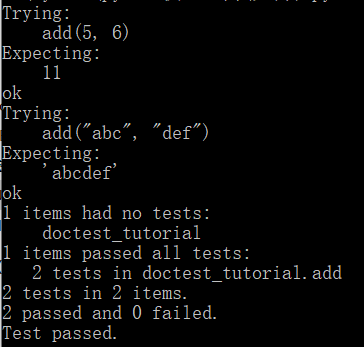 Trying:
    add(5, 6)
Expecting:
    11
ok
Trying:
    add("abc", "def")
Expecting:
    'abcdef'
ok
1 items had no tests:
    doctest_tutorial
1 items passed all tests:
   2 tests in doctest_tutorial.add
2 tests in 2 items.
2 passed and 0 failed.
Test passed.